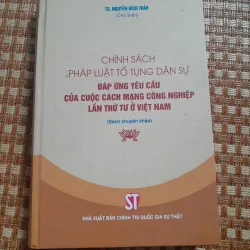 TS. NGUYỄN BÍCH THẢO
(Chủ biên)
CHÍNH SÁCH
PHÁP LUẬT TỐ TỤNG DÂN SỰ
ĐÁP ỨNG YÊU CẦU
CỦA CUỘC CÁCH MẠNG CÔNG NGHIỆP
LẦN THỨ TƯ Ở VIỆT NAM
(Sách chuyên khảo)
ST
NHÀ XUẤT BẢN CHÍNH TRỊ QUỐC GIA SỰ THẬT